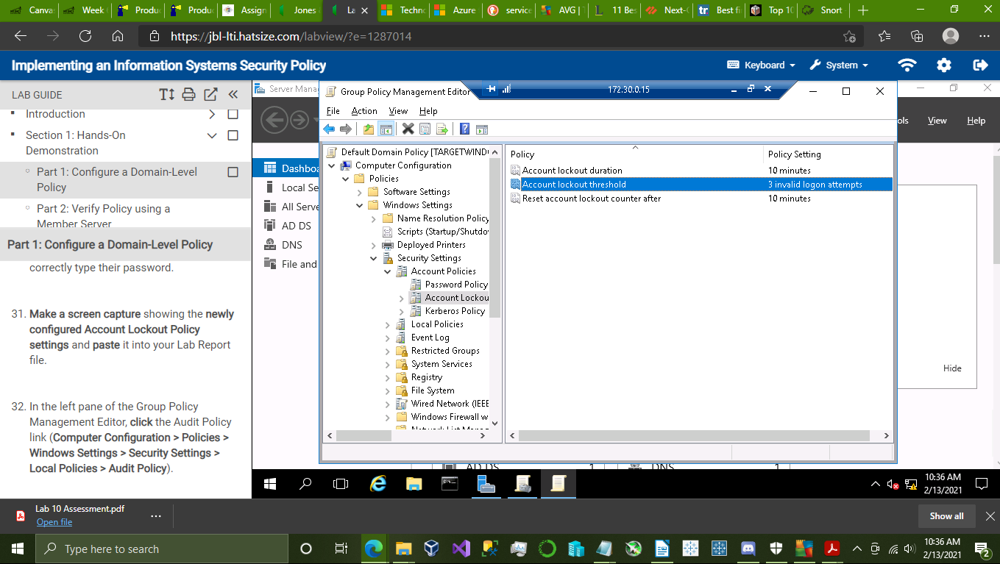 Canva
Week
Produ
Produ
Assign
Jones
La
Techno
Azure
service
AVG | T
11 Bes
Next-G
Best fi
Top 10
Snort
https://jbl-lti.hatsize.com/labview/?e=1287014
Implementing an Information Systems Security Policy
Keyboard
System
LAB GUIDE
Introduction
Section 1: Hands-On
Demonstration
Part 1: Configure a Domain-Level
Policy
Part 2: Verify Policy using a
Member Server
Part 1: Configure a Domain-Level Policy
correctly type their password.
31. Make a screen capture showing the newly
configured Account Lockout Policy
settings and paste it into your Lab Report
file.
32. In the left pane of the Group Policy
Management Editor, click the Audit Policy
link (Computer Configuration > Policies >
Windows Settings > Security Settings >
Local Policies > Audit Policy).
Server Mana
Dashboa
Local Se
All Serve
AD DS
DNS
File and
Group Policy Management Editor
172.30.0.15
File Action View Help
ols View Help
Default Domain Policy [TARGETWIND
Computer Configuration
Policies
Software Settings
Windows Settings
Name Resolution Policy
Scripts (Startup/Shutdo
Deployed Printers
Security Settings
Account Policies
Password Policy
Account Lockou
Kerberos Policy
Local Policies
Event Log
Restricted Groups
System Services
Registry
File System
Wired Network (IEEE
Windows Firewall w
Network List Manag
Policy Policy Setting
Account lockout duration 10 minutes
Account lockout threshold 3 invalid logon attempts
Reset account lockout counter after 10 minutes
Hide
AD DS 1
DNS 1
10:36 AM
2/13/2021
Lab 10 Assessment.pdf
Open file
Show all
Type here to search
10:36 AM
2/13/2021
2